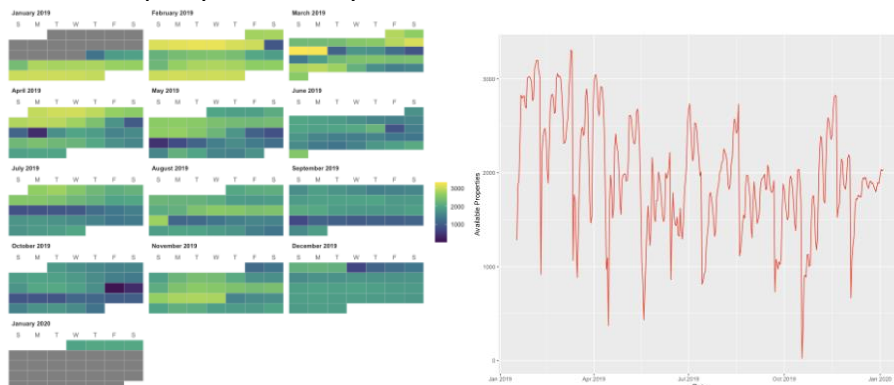 January 2019
S M T W T F S
February 2019
S M T W T F S
March 2019
S M T W T F S
April 2019
S M T W T F S
May 2019
S M T W T F S
June 2019
S M T W T F S
July 2019
S M T W T F S
August 2019
S M T W T F S
September 2019
S M T W T F S
October 2019
S M T W T F S
November 2019
S M T W T F S
December 2019
S M T W T F S
January 2020
S M T W T F S
3000
2000
1000
Available Properties
3000
2000
1000
0
Jan 2019
Apr 2019
Jul 2019
Oct 2019
Jan 2020